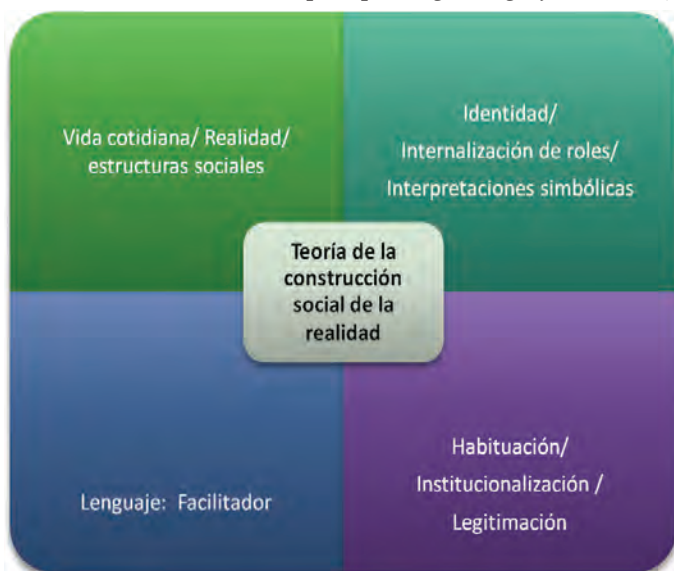 Vida cotidiana/ Realidad/
estructuras sociales
Identidad/
Internalización de roles/
Interpretaciones simbólicas
Teoría de la
construcción
social de la
realidad
Lenguaje: Facilitador
Habituación/
Institucionalización /
Legitimación